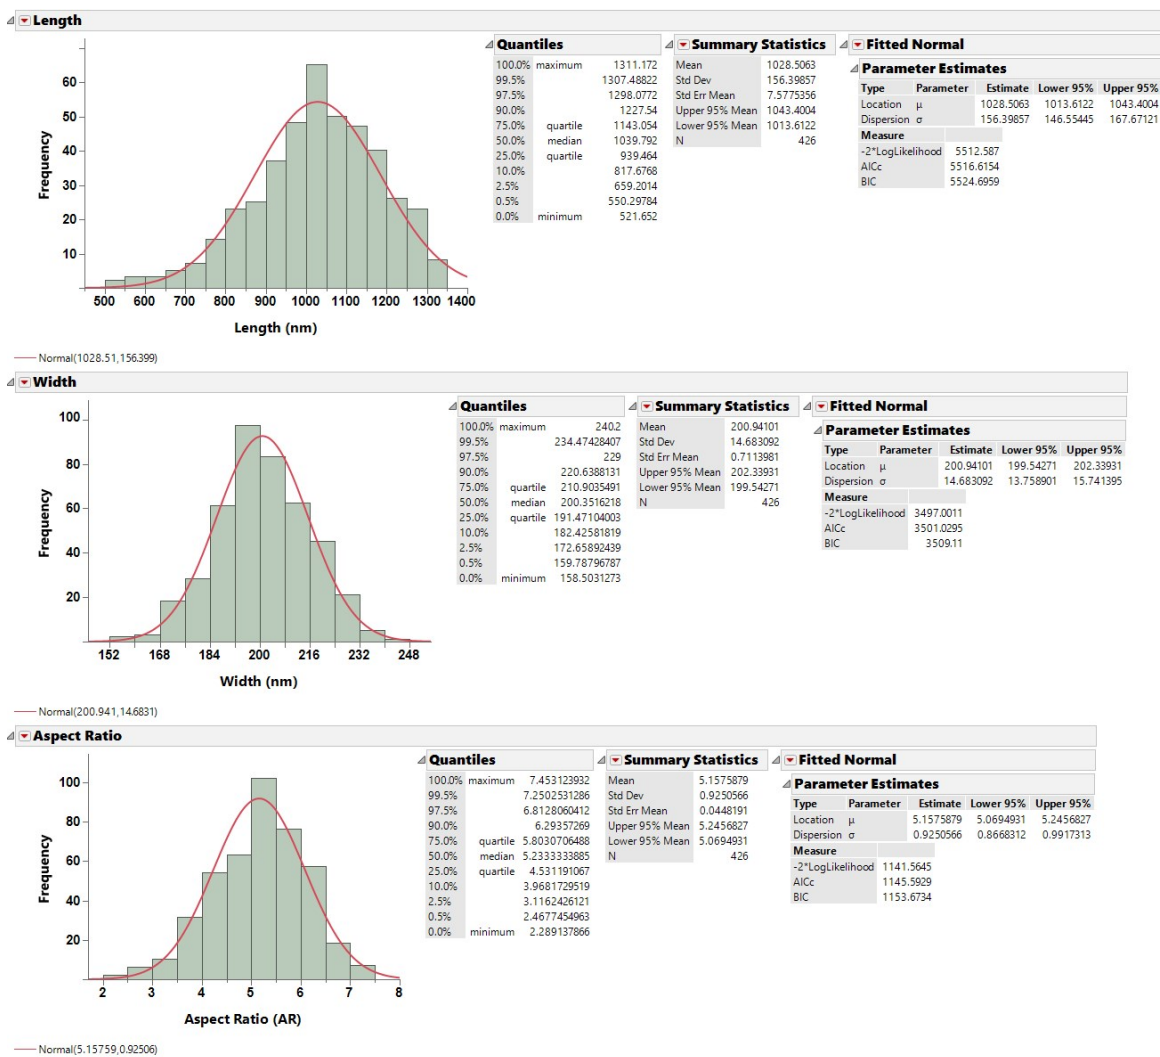 Length
Frequency
60
50
40
30
20
10
500 600 700 800 900 1000 1100 1200 1300 1400
Length (nm)
Normal(1028.51,156.399)
Quantiles
100.0% maximum 1311.172
99.5% 1307.48822
97.5% 1298.0772
90.0% 1227.54
75.0% quartile 1143.054
50.0% median 1039.792
25.0% quartile 939.464
10.0% 817.6768
2.5% 659.2014
0.5% 550.29784
0.0% minimum 521.652
Summary Statistics
Mean 1028.5063
Std Dev 156.39857
Std Err Mean 7.5775356
Upper 95% Mean 1043.4004
Lower 95% Mean 1013.6122
N 426
Fitted Normal
Parameter Estimates
Type Parameter Estimate Lower 95% Upper 95%
Location μ 1028.5063 1013.6122 1043.4004
Dispersion σ 156.39857 146.55445 167.67121
Measure
-2*LogLikelihood 5512.587
AICc 5516.6154
BIC 5524.6959
Width
Frequency
100
80
60
40
20
152 168 184 200 216 232 248
Width (nm)
Normal(200.941,14.6831)
Quantiles
100.0% maximum 240.2
99.5% 234.47428407
97.5% 229
90.0% 220.6388131
75.0% quartile 210.9035491
50.0% median 200.3516218
25.0% quartile 191.47104003
10.0% 182.42581819
2.5% 172.65892439
0.5% 159.78796787
0.0% minimum 158.5031273
Summary Statistics
Mean 200.94101
Std Dev 14.683092
Std Err Mean 0.7113981
Upper 95% Mean 202.33931
Lower 95% Mean 199.54271
N 426
Fitted Normal
Parameter Estimates
Type Parameter Estimate Lower 95% Upper 95%
Location μ 200.94101 199.54271 202.33931
Dispersion σ 14.683092 13.758901 15.741395
Measure
-2*LogLikelihood 3497.0011
AICc 3501.0295
BIC 3509.11
Aspect Ratio
Frequency
100
80
60
40
20
2 3 4 5 6 7 8
Aspect Ratio (AR)
Normal(5.15759,0.92506)
Quantiles
100.0% maximum 7.453123932
99.5% 7.2502531286
97.5% 6.8128060412
90.0% 6.29357269
75.0% quartile 5.8030706488
50.0% median 5.2333333885
25.0% quartile 4.531191067
10.0% 3.9681729519
2.5% 3.1162426121
0.5% 2.4677454963
0.0% minimum 2.289137866
Summary Statistics
Mean 5.1575879
Std Dev 0.9250566
Std Err Mean 0.0448191
Upper 95% Mean 5.2456827
Lower 95% Mean 5.0694931
N 426
Fitted Normal
Parameter Estimates
Type Parameter Estimate Lower 95% Upper 95%
Location μ 5.1575879 5.0694931 5.2456827
Dispersion σ 0.9250566 0.8668312 0.9917313
Measure
-2*LogLikelihood 1141.5645
AICc 1145.5929
BIC 1153.6734